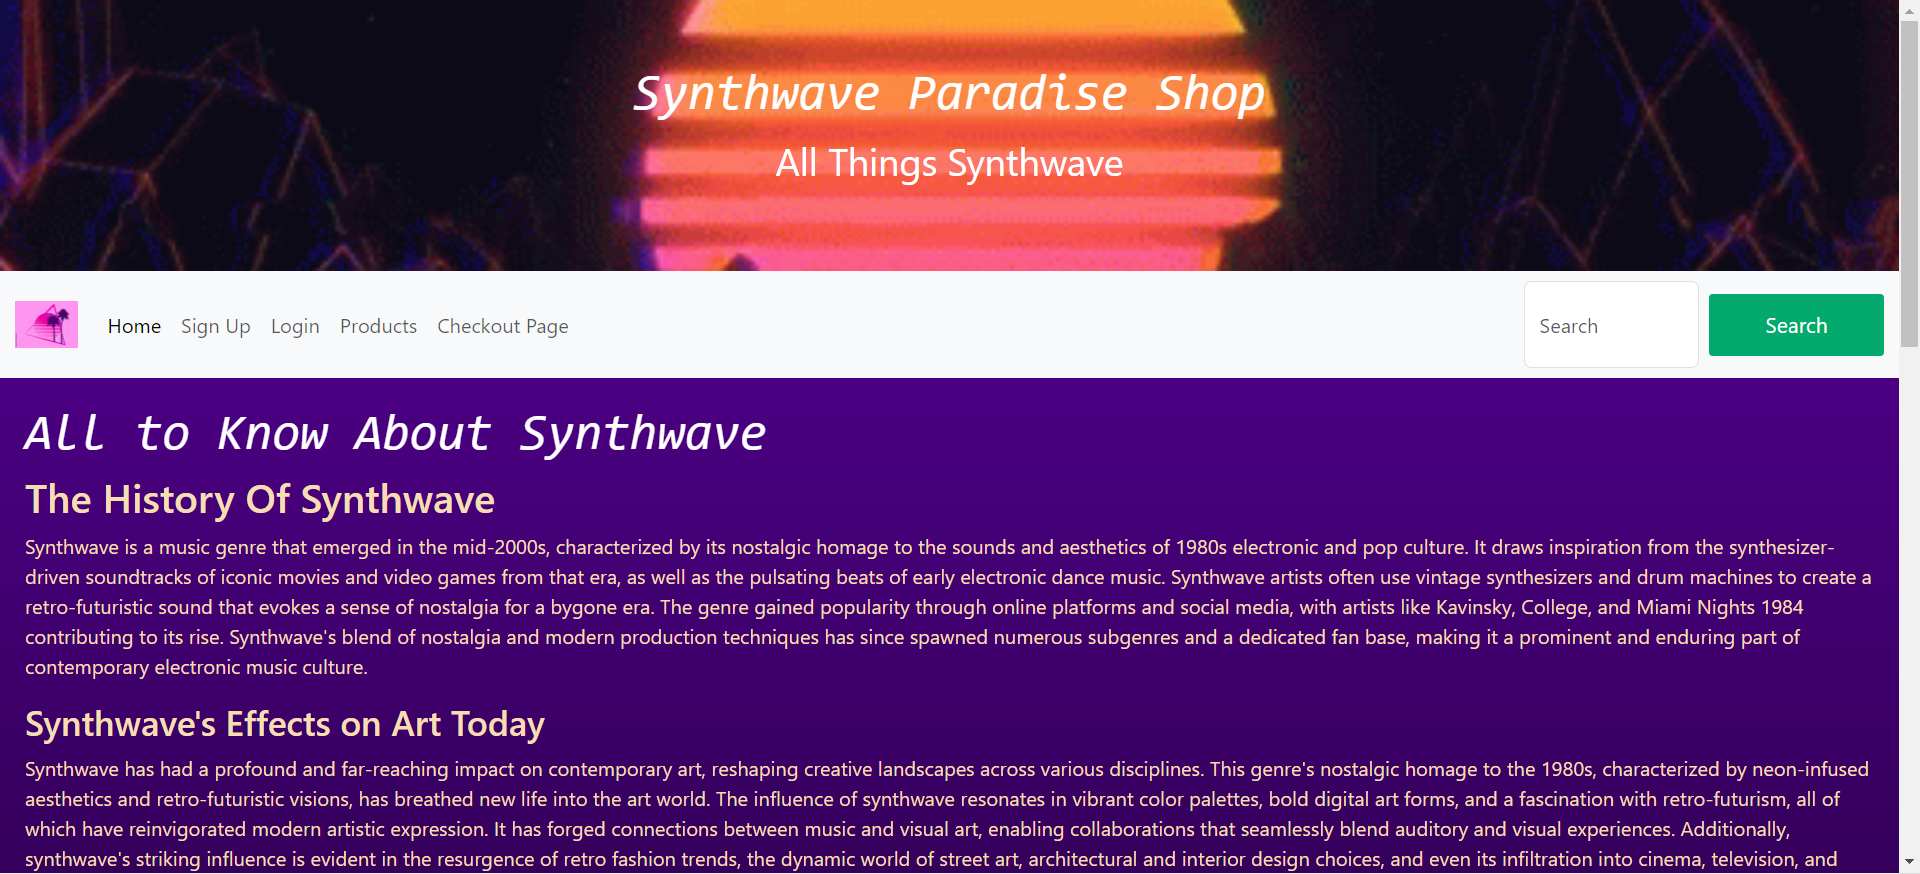 Synthwave Paradise Shop
All Things Synthwave
Home Sign Up Login Products Checkout Page Search Search
All to Know About Synthwave
The History Of Synthwave
Synthwave is a music genre that emerged in the mid-2000s, characterized by its nostalgic homage to the sounds and aesthetics of 1980s electronic and pop culture. It draws inspiration from the synthesizer-
driven soundtracks of iconic movies and video games from that era, as well as the pulsating beats of early electronic dance music. Synthwave artists often use vintage synthesizers and drum machines to create a
retro-futuristic sound that evokes a sense of nostalgia for a bygone era. The genre gained popularity through online platforms and social media, with artists like Kavinsky, College, and Miami Nights 1984
contributing to its rise. Synthwave's blend of nostalgia and modern production techniques has since spawned numerous subgenres and a dedicated fan base, making it a prominent and enduring part of
contemporary electronic music culture.
Synthwave's Effects on Art Today
Synthwave has had a profound and far-reaching impact on contemporary art, reshaping creative landscapes across various disciplines. This genre's nostalgic homage to the 1980s, characterized by neon-infused
aesthetics and retro-futuristic visions, has breathed new life into the art world. The influence of synthwave resonates in vibrant color palettes, bold digital art forms, and a fascination with retro-futurism, all of
which have reinvigorated modern artistic expression. It has forged connections between music and visual art, enabling collaborations that seamlessly blend auditory and visual experiences. Additionally,
synthwave's striking influence is evident in the resurgence of retro fashion trends, the dynamic world of street art, architectural and interior design choices, and even its infiltration into cinema, television, and